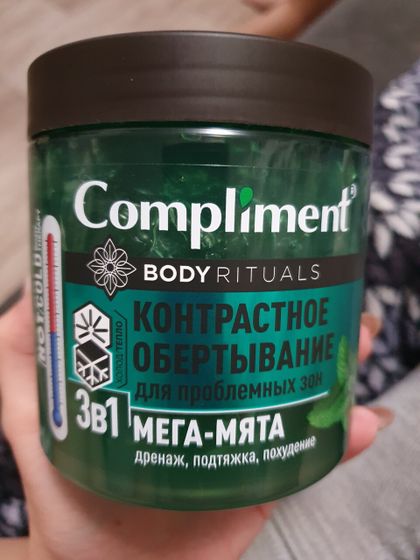 Compliment
BODY RITUALS
HOT&COLD
ХОЛОД-ТЕПЛО
КОНТРАСТНОЕ
ОБЕРТЫВАНИЕ
для проблемных зон
3в1
МЕГА-МЯТА
дренаж, подтяжка, похудение